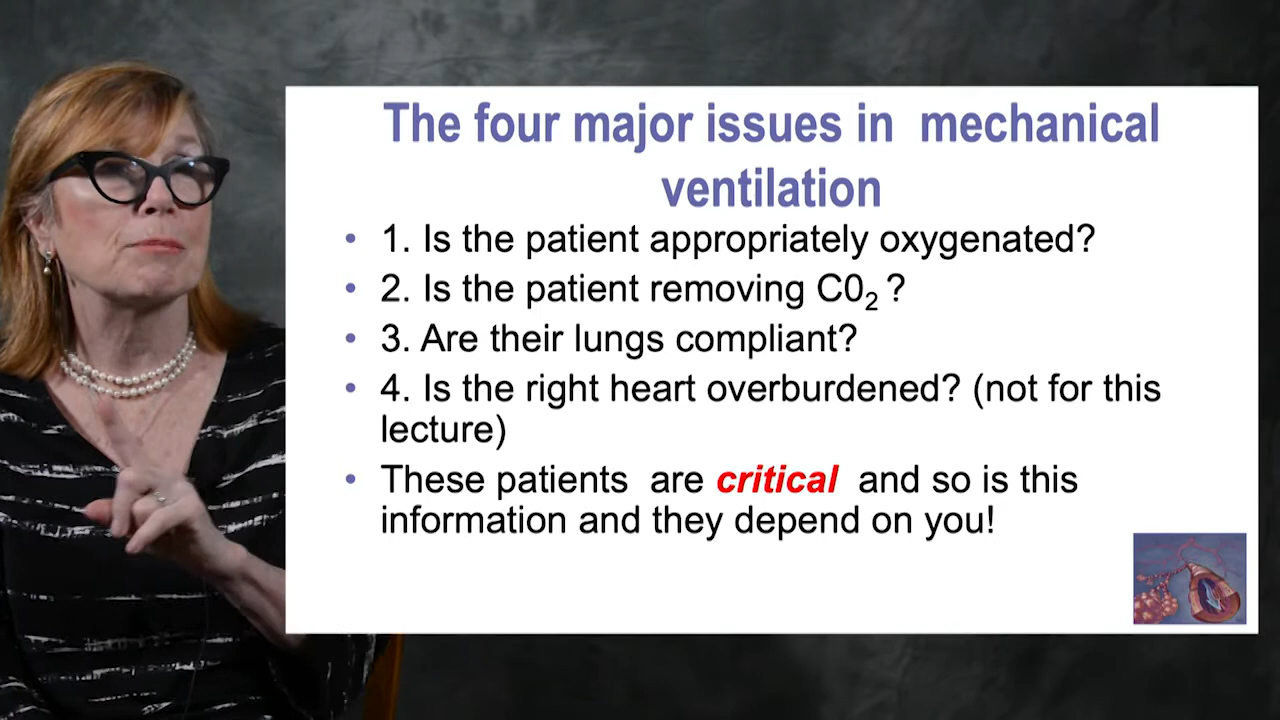 The four major issues in mechanical
ventilation
• 1. Is the patient appropriately oxygenated?
• 2. Is the patient removing C0₂ ?
• 3. Are their lungs compliant?
• 4. Is the right heart overburdened? (not for this
lecture)
• These patients are critical and so is this
information and they depend on you!